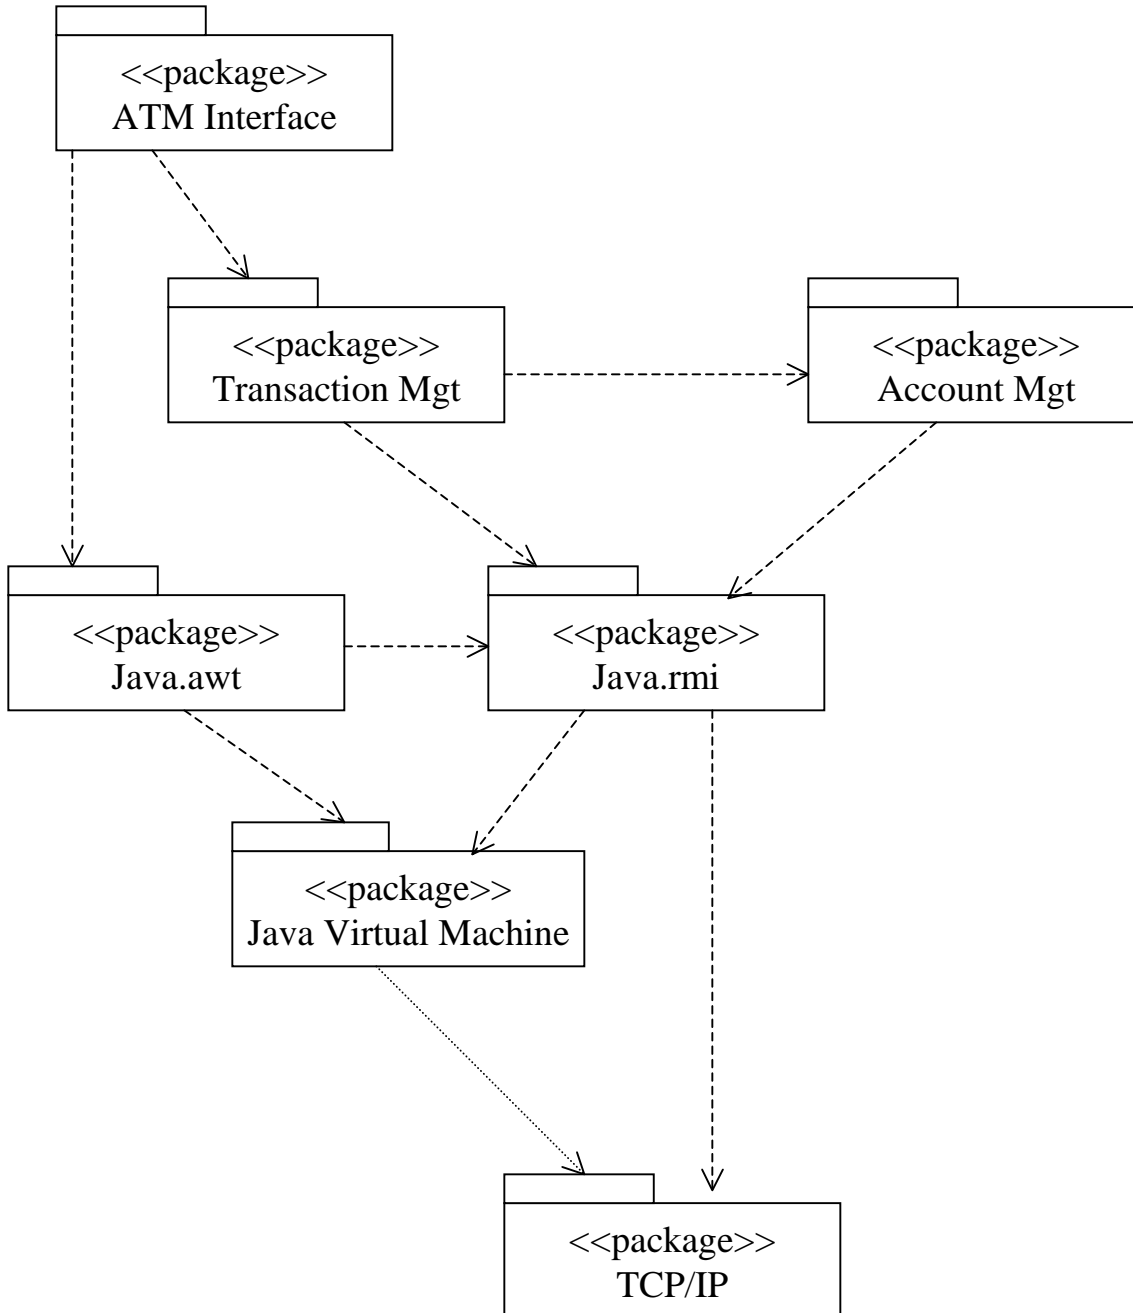 <<package>>
ATM Interface
<<package>>
Transaction Mgt
<<package>>
Account Mgt
<<package>>
Java.awt
<<package>>
Java.rmi
<<package>>
Java Virtual Machine
<<package>>
TCP/IP